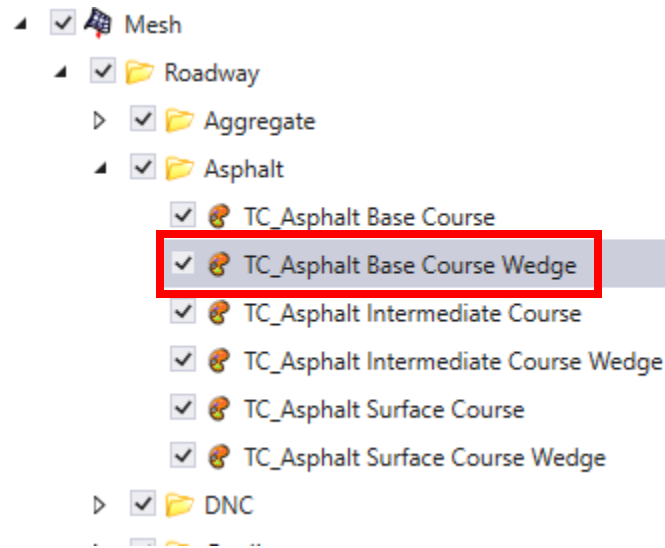 Mesh
Roadway
Aggregate
Asphalt
TC_Asphalt Base Course
TC_Asphalt Base Course Wedge
TC_Asphalt Intermediate Course
TC_Asphalt Intermediate Course Wedge
TC_Asphalt Surface Course
TC_Asphalt Surface Course Wedge
DNC